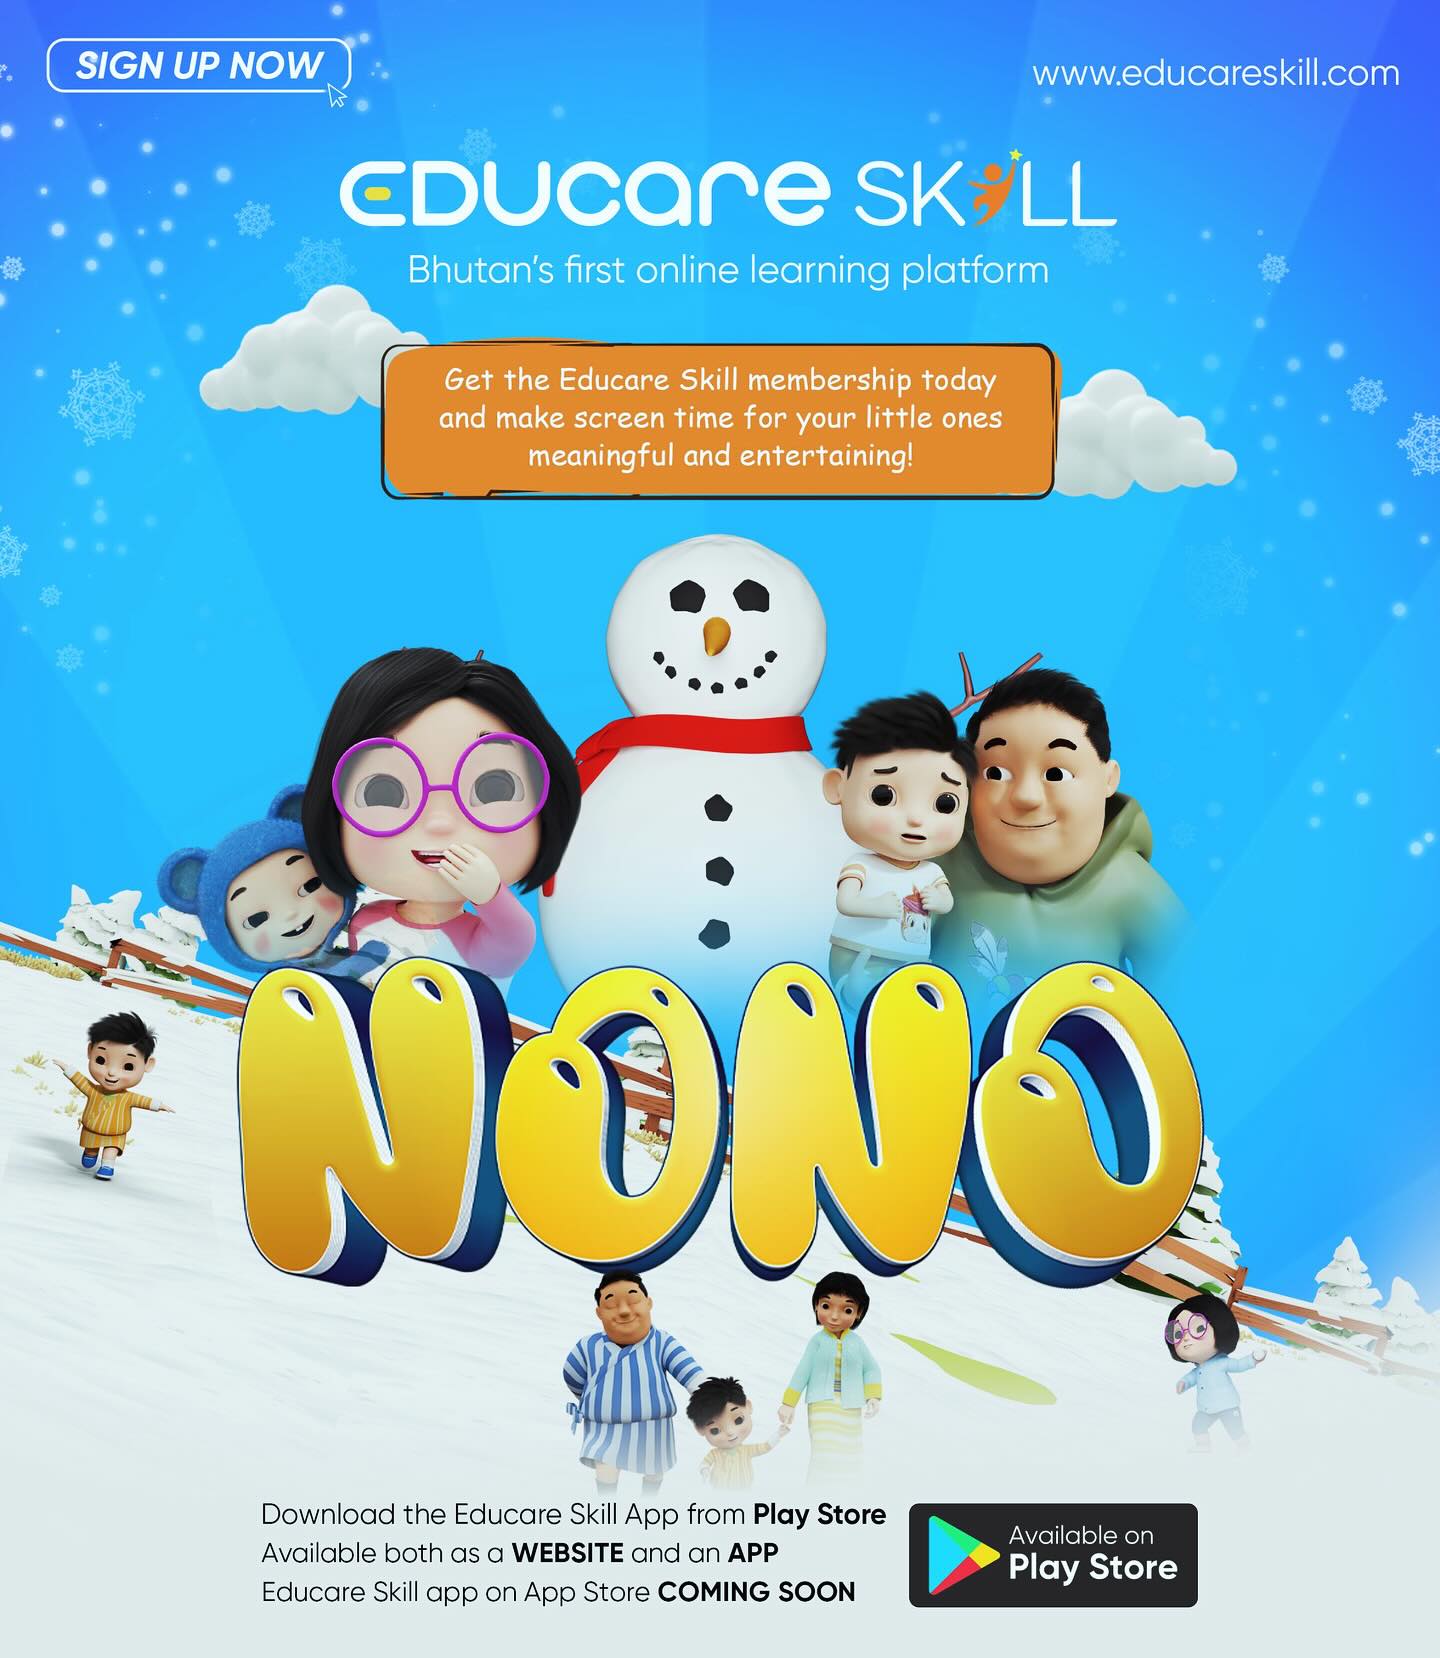 SIGN UP NOW
www.educareskill.com
EDUCare SKiLL
Bhutan's first online learning platform
Get the Educare Skill membership today
and make screen time for your little ones
meaningful and entertaining!
NONO
Download the Educare Skill App from Play Store
Available both as a WEBSITE and an APP
Educare Skill app on App Store COMING SOON
Available on
Play Store